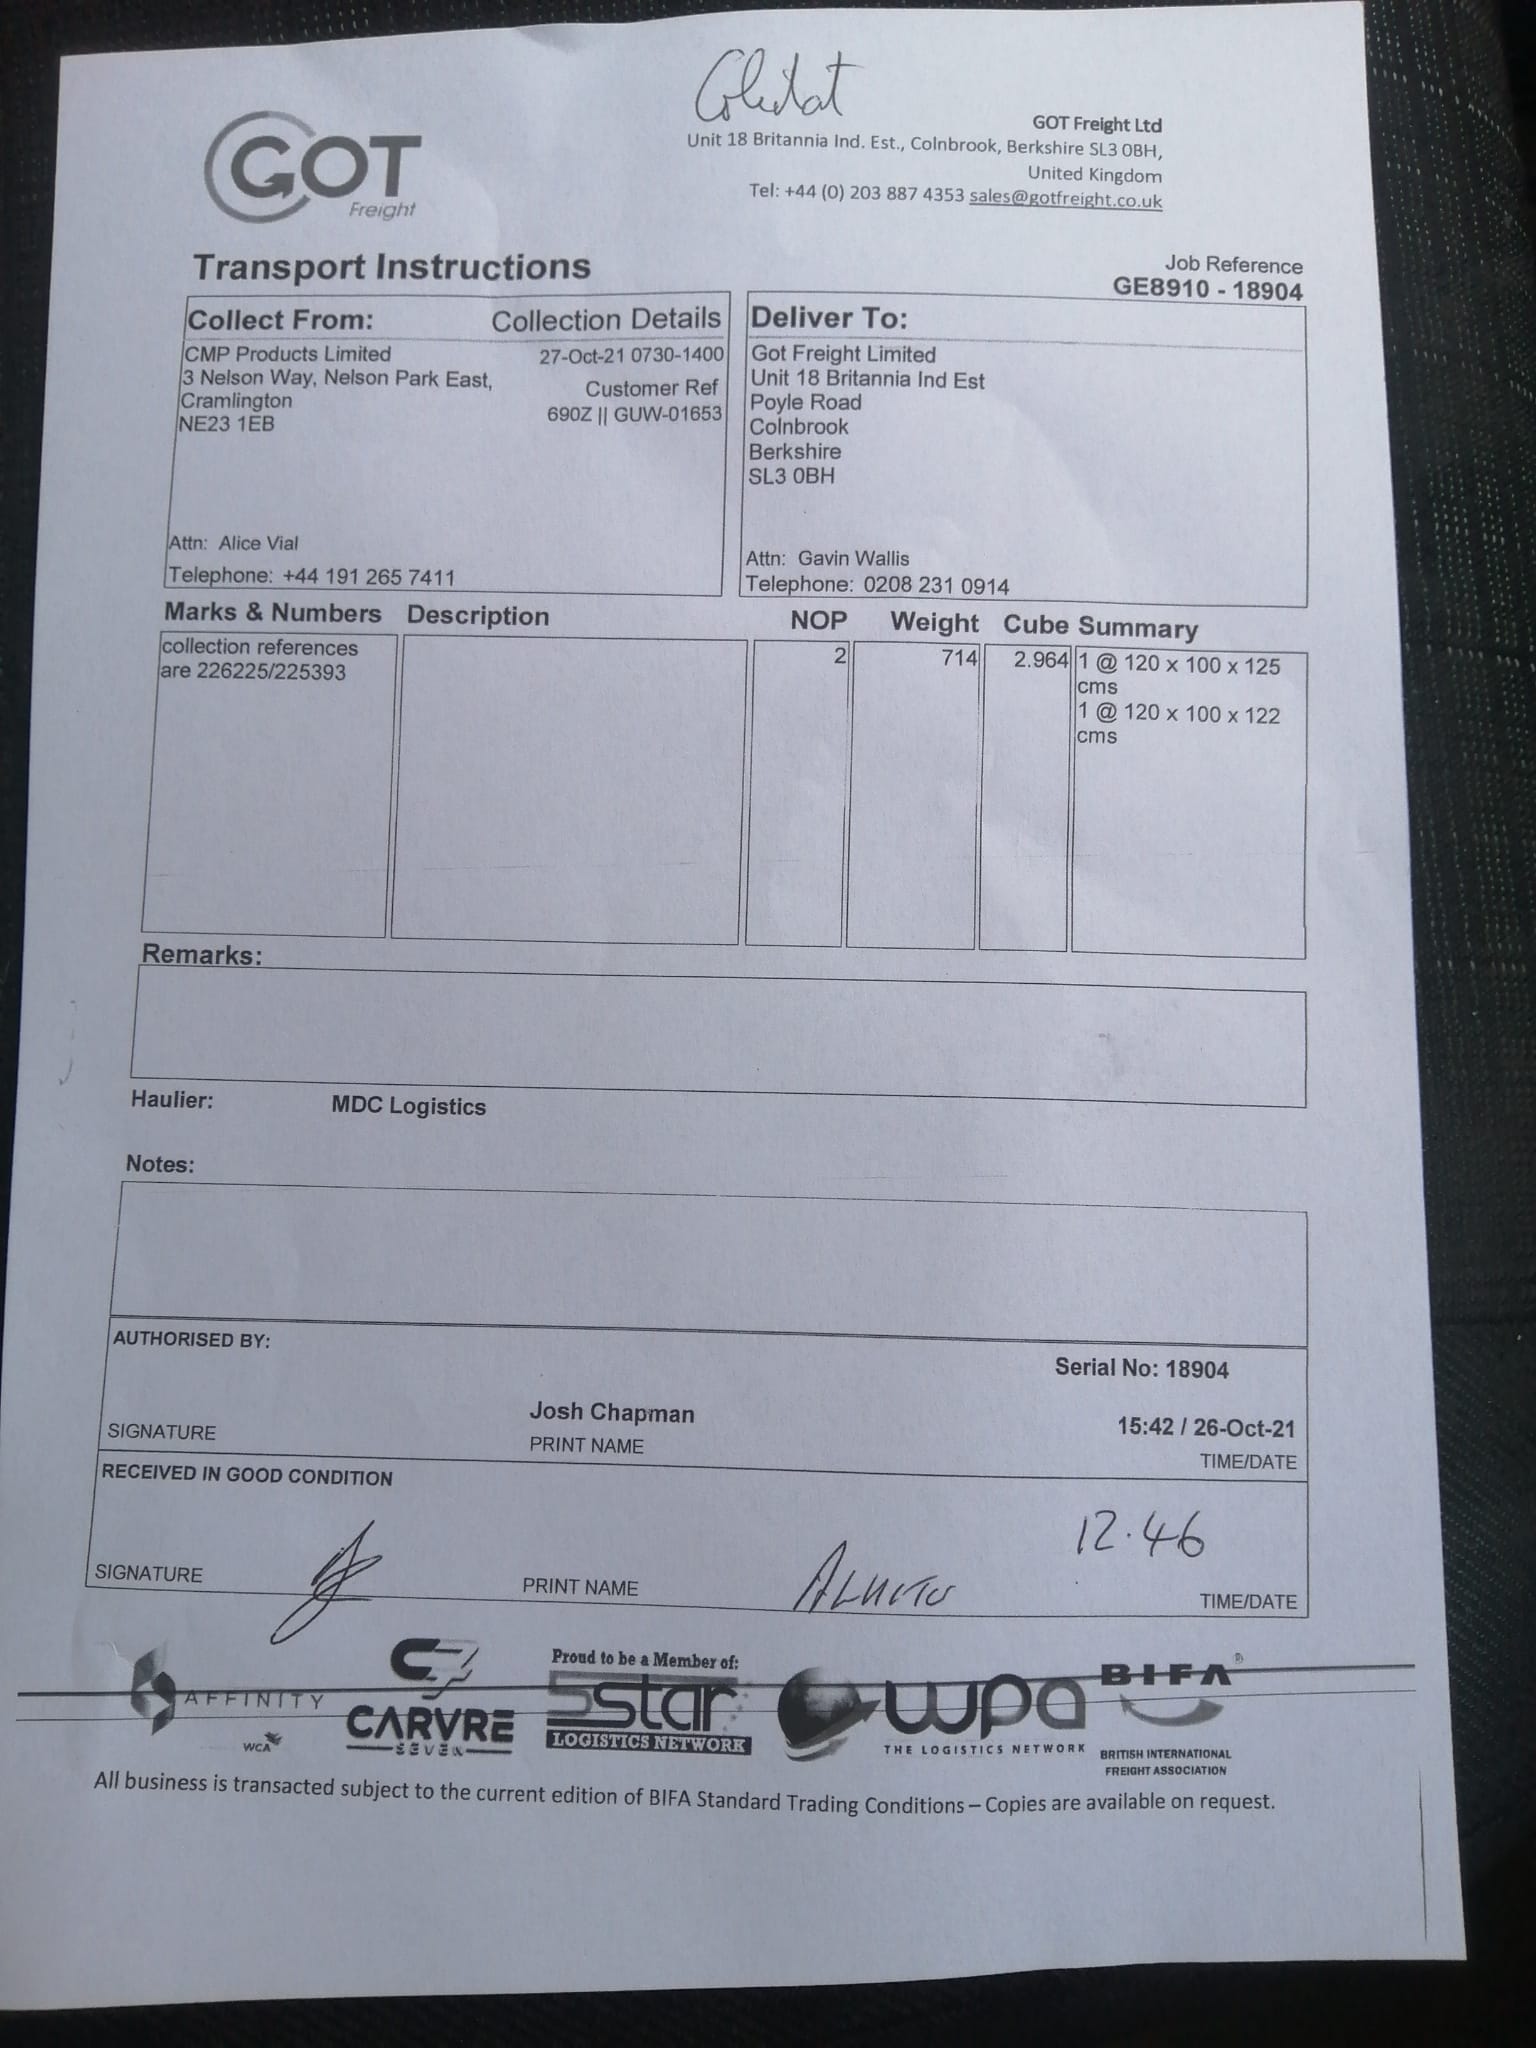 GOT
Freight
GOT Freight Ltd
Unit 18 Britannia Ind. Est., Colnbrook, Berkshire SL3 0BH,
United Kingdom
Tel: +44 (0) 203 887 4353 sales@gotfreight.co.uk
Transport Instructions
Job Reference
GE8910 - 18904
Collect From: Collection Details
CMP Products Limited 27-Oct-21 0730-1400
3 Nelson Way, Nelson Park East,
Customer Ref
Cramlington
690Z || GUW-01653
NE23 1EB
Attn: Alice Vial
Telephone: +44 191 265 7411
Deliver To:
Got Freight Limited
Unit 18 Britannia Ind Est
Poyle Road
Colnbrook
Berkshire
SL3 0BH
Attn: Gavin Wallis
Telephone: 0208 231 0914
Marks & Numbers Description NOP Weight Cube Summary
collection references 2 714 2.964 1 @ 120 x 100 x 125
are 226225/225393
cms
1 @ 120 x 100 x 122
cms
Remarks:
Haulier: MDC Logistics
Notes:
AUTHORISED BY:
Serial No: 18904
Josh Chapman 15:42 / 26-Oct-21
SIGNATURE PRINT NAME TIME/DATE
RECEIVED IN GOOD CONDITION
12.46
SIGNATURE PRINT NAME TIME/DATE
AFFINITY
WCA
CARVRE
SEVEN
Proud to be a Member of:
5star
LOGISTICS NETWORK
wpa
THE LOGISTICS NETWORK
BIFA®
BRITISH INTERNATIONAL
FREIGHT ASSOCIATION
All business is transacted subject to the current edition of BIFA Standard Trading Conditions – Copies are available on request.